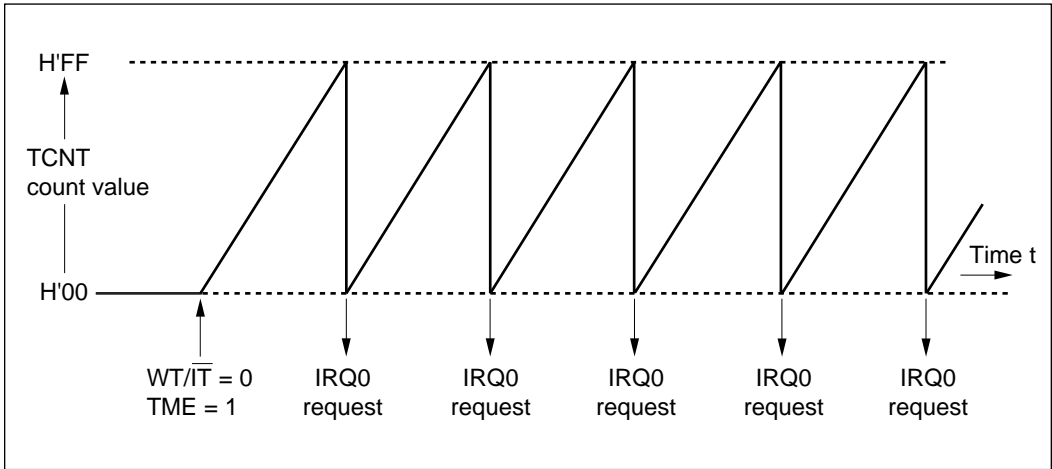 H'FF
TCNT
count value
H'00
Time t
WT/I̅T̅ = 0
TME = 1
IRQ0
request
IRQ0
request
IRQ0
request
IRQ0
request
IRQ0
request